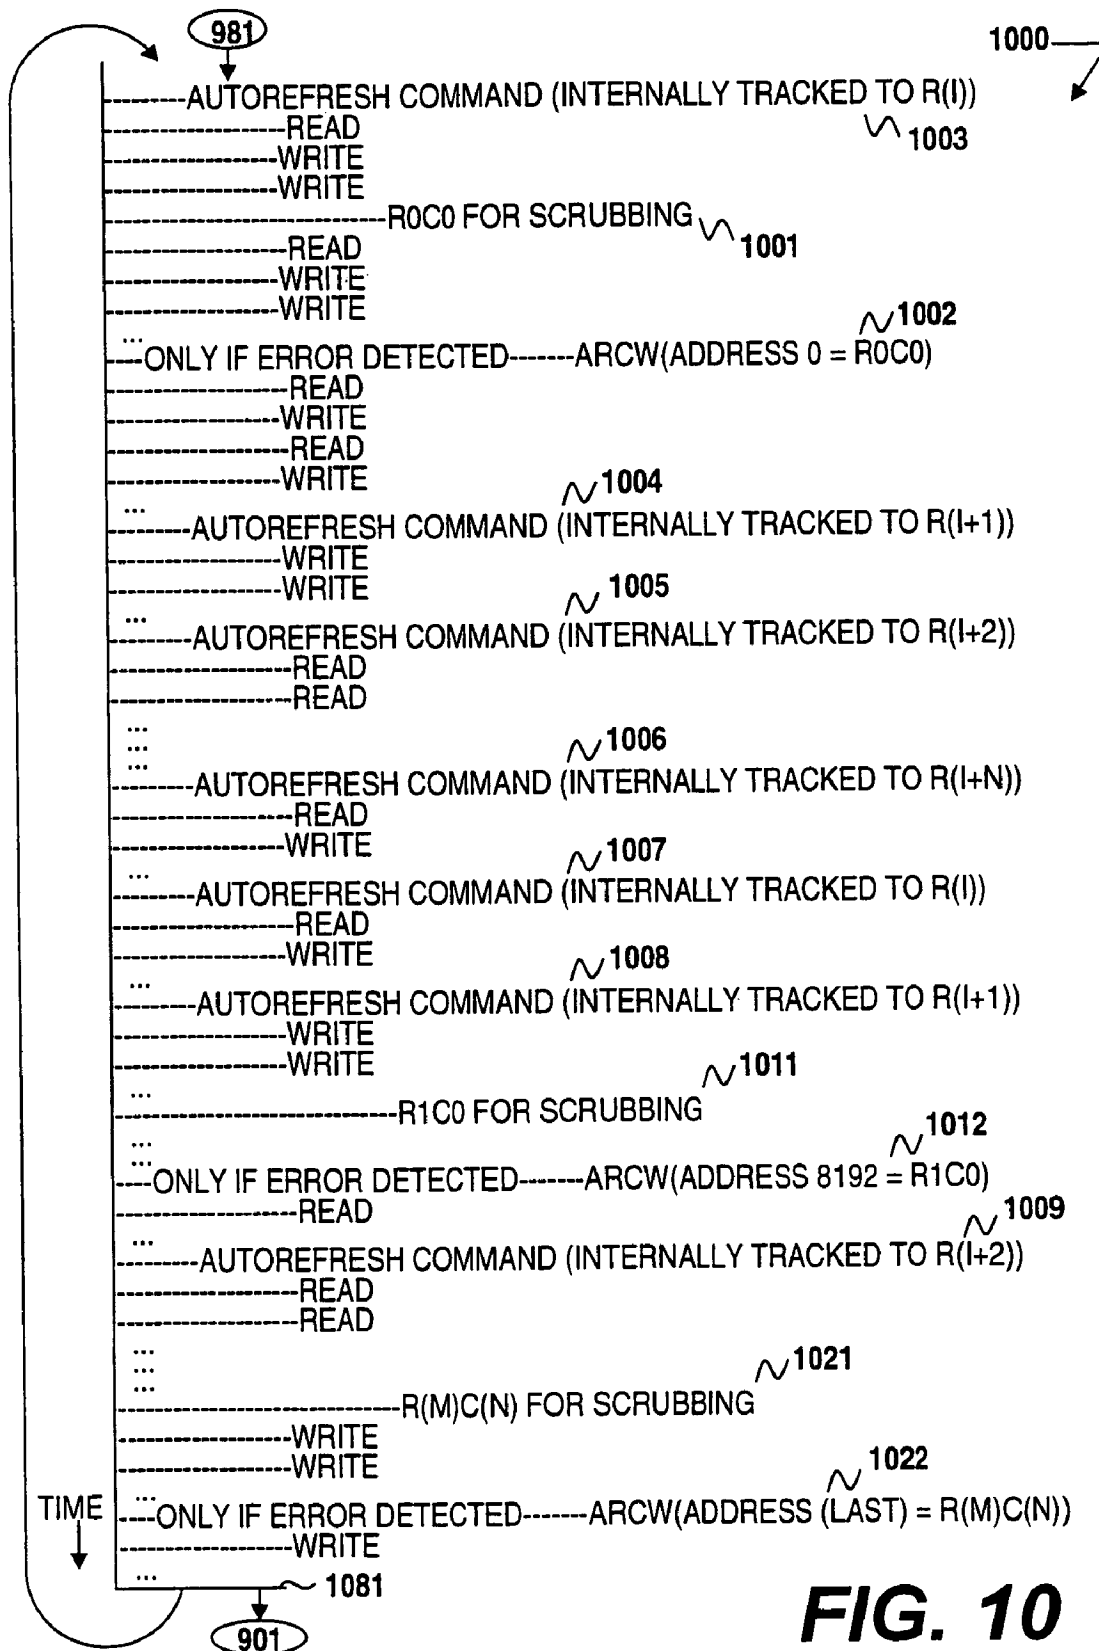 981
1000
--------AUTOREFRESH COMMAND (INTERNALLY TRACKED TO R(I))
1003
------------------READ
-----------------WRITE
-----------------WRITE
----------------------------R0C0 FOR SCRUBBING
1001
------------------READ
-----------------WRITE
-----------------WRITE
1002
...
----ONLY IF ERROR DETECTED-------ARCW(ADDRESS 0 = R0C0)
------------------READ
-----------------WRITE
------------------READ
-----------------WRITE
1004
...
--------AUTOREFRESH COMMAND (INTERNALLY TRACKED TO R(I+1))
-----------------WRITE
-----------------WRITE
1005
...
--------AUTOREFRESH COMMAND (INTERNALLY TRACKED TO R(I+2))
------------------READ
------------------READ
...
...
1006
...
--------AUTOREFRESH COMMAND (INTERNALLY TRACKED TO R(I+N))
------------------READ
-----------------WRITE
1007
...
--------AUTOREFRESH COMMAND (INTERNALLY TRACKED TO R(I))
------------------READ
-----------------WRITE
1008
...
--------AUTOREFRESH COMMAND (INTERNALLY TRACKED TO R(I+1))
-----------------WRITE
-----------------WRITE
1011
...
----------------------------R1C0 FOR SCRUBBING
...
1012
...
----ONLY IF ERROR DETECTED-------ARCW(ADDRESS 8192 = R1C0)
------------------READ
1009
...
--------AUTOREFRESH COMMAND (INTERNALLY TRACKED TO R(I+2))
------------------READ
------------------READ
...
...
1021
...
----------------------------R(M)C(N) FOR SCRUBBING
-----------------WRITE
-----------------WRITE
1022
...
TIME
----ONLY IF ERROR DETECTED-------ARCW(ADDRESS (LAST) = R(M)C(N))
-----------------WRITE
...
1081
901
FIG. 10